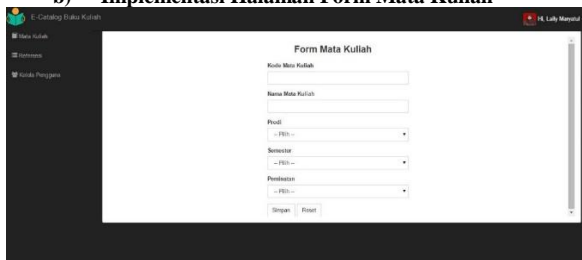 b) Implementasi Halaman Form Mata Kuliah
E-Catalog Buku Kuliah
Hi, Laily Maryatul
Mata Kuliah
Referensi
Kelola Pengguna
Form Mata Kuliah
Kode Mata Kuliah
Nama Mata Kuliah
Prodi
-- Pilih --
Semester
-- Pilih --
Peminatan
-- Pilih --
Simpan Reset